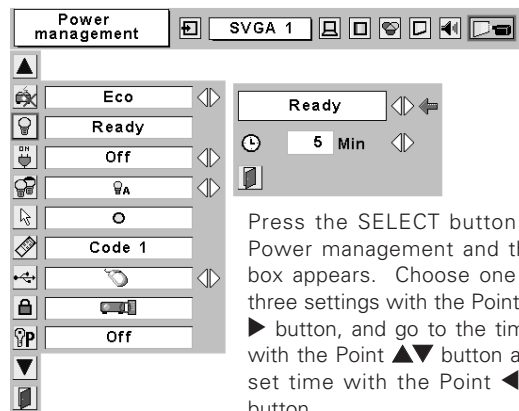 Power
management
SVGA 1
Eco
Ready
ON
Off
A
Code 1
P
Off
Ready
5 Min
Press the SELECT button
Power management and
box appears. Choose one
three settings with the Point
▶ button, and go to the
with the Point ▲▼ button
set time with the Point ◀
button.